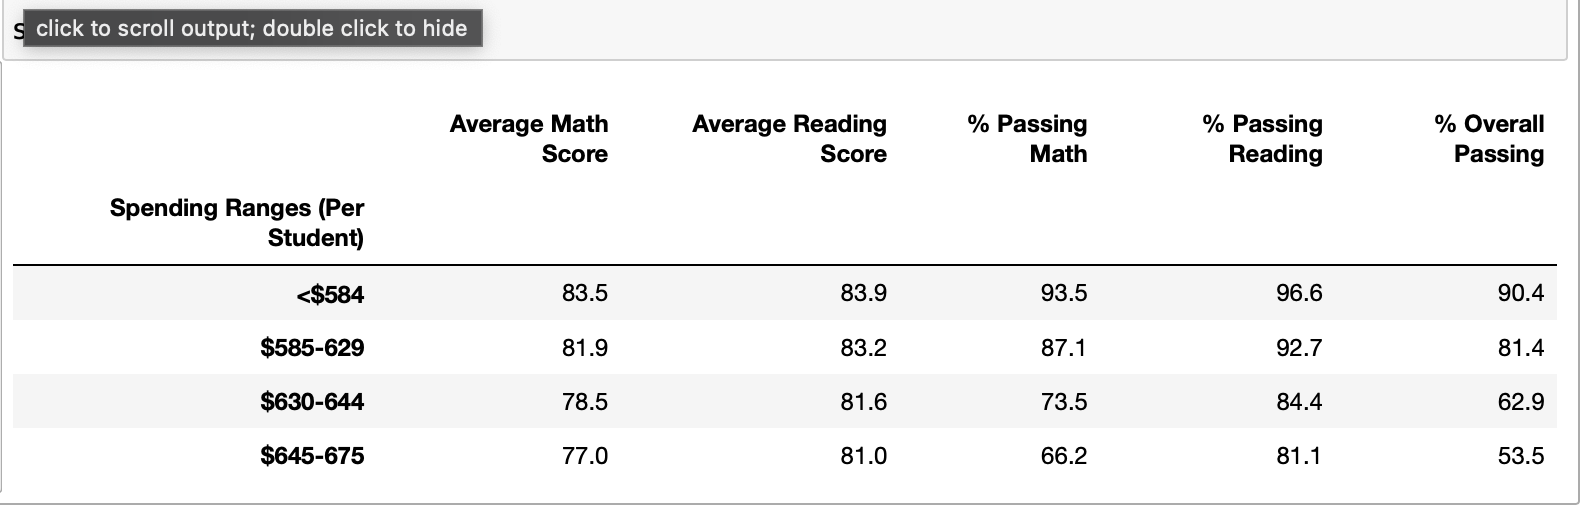 click to scroll output; double click to hide
Average Math Average Reading % Passing % Passing % Overall
Score Score Math Reading Passing
Spending Ranges (Per
Student)
<$584 83.5 83.9 93.5 96.6 90.4
$585-629 81.9 83.2 87.1 92.7 81.4
$630-644 78.5 81.6 73.5 84.4 62.9
$645-675 77.0 81.0 66.2 81.1 53.5